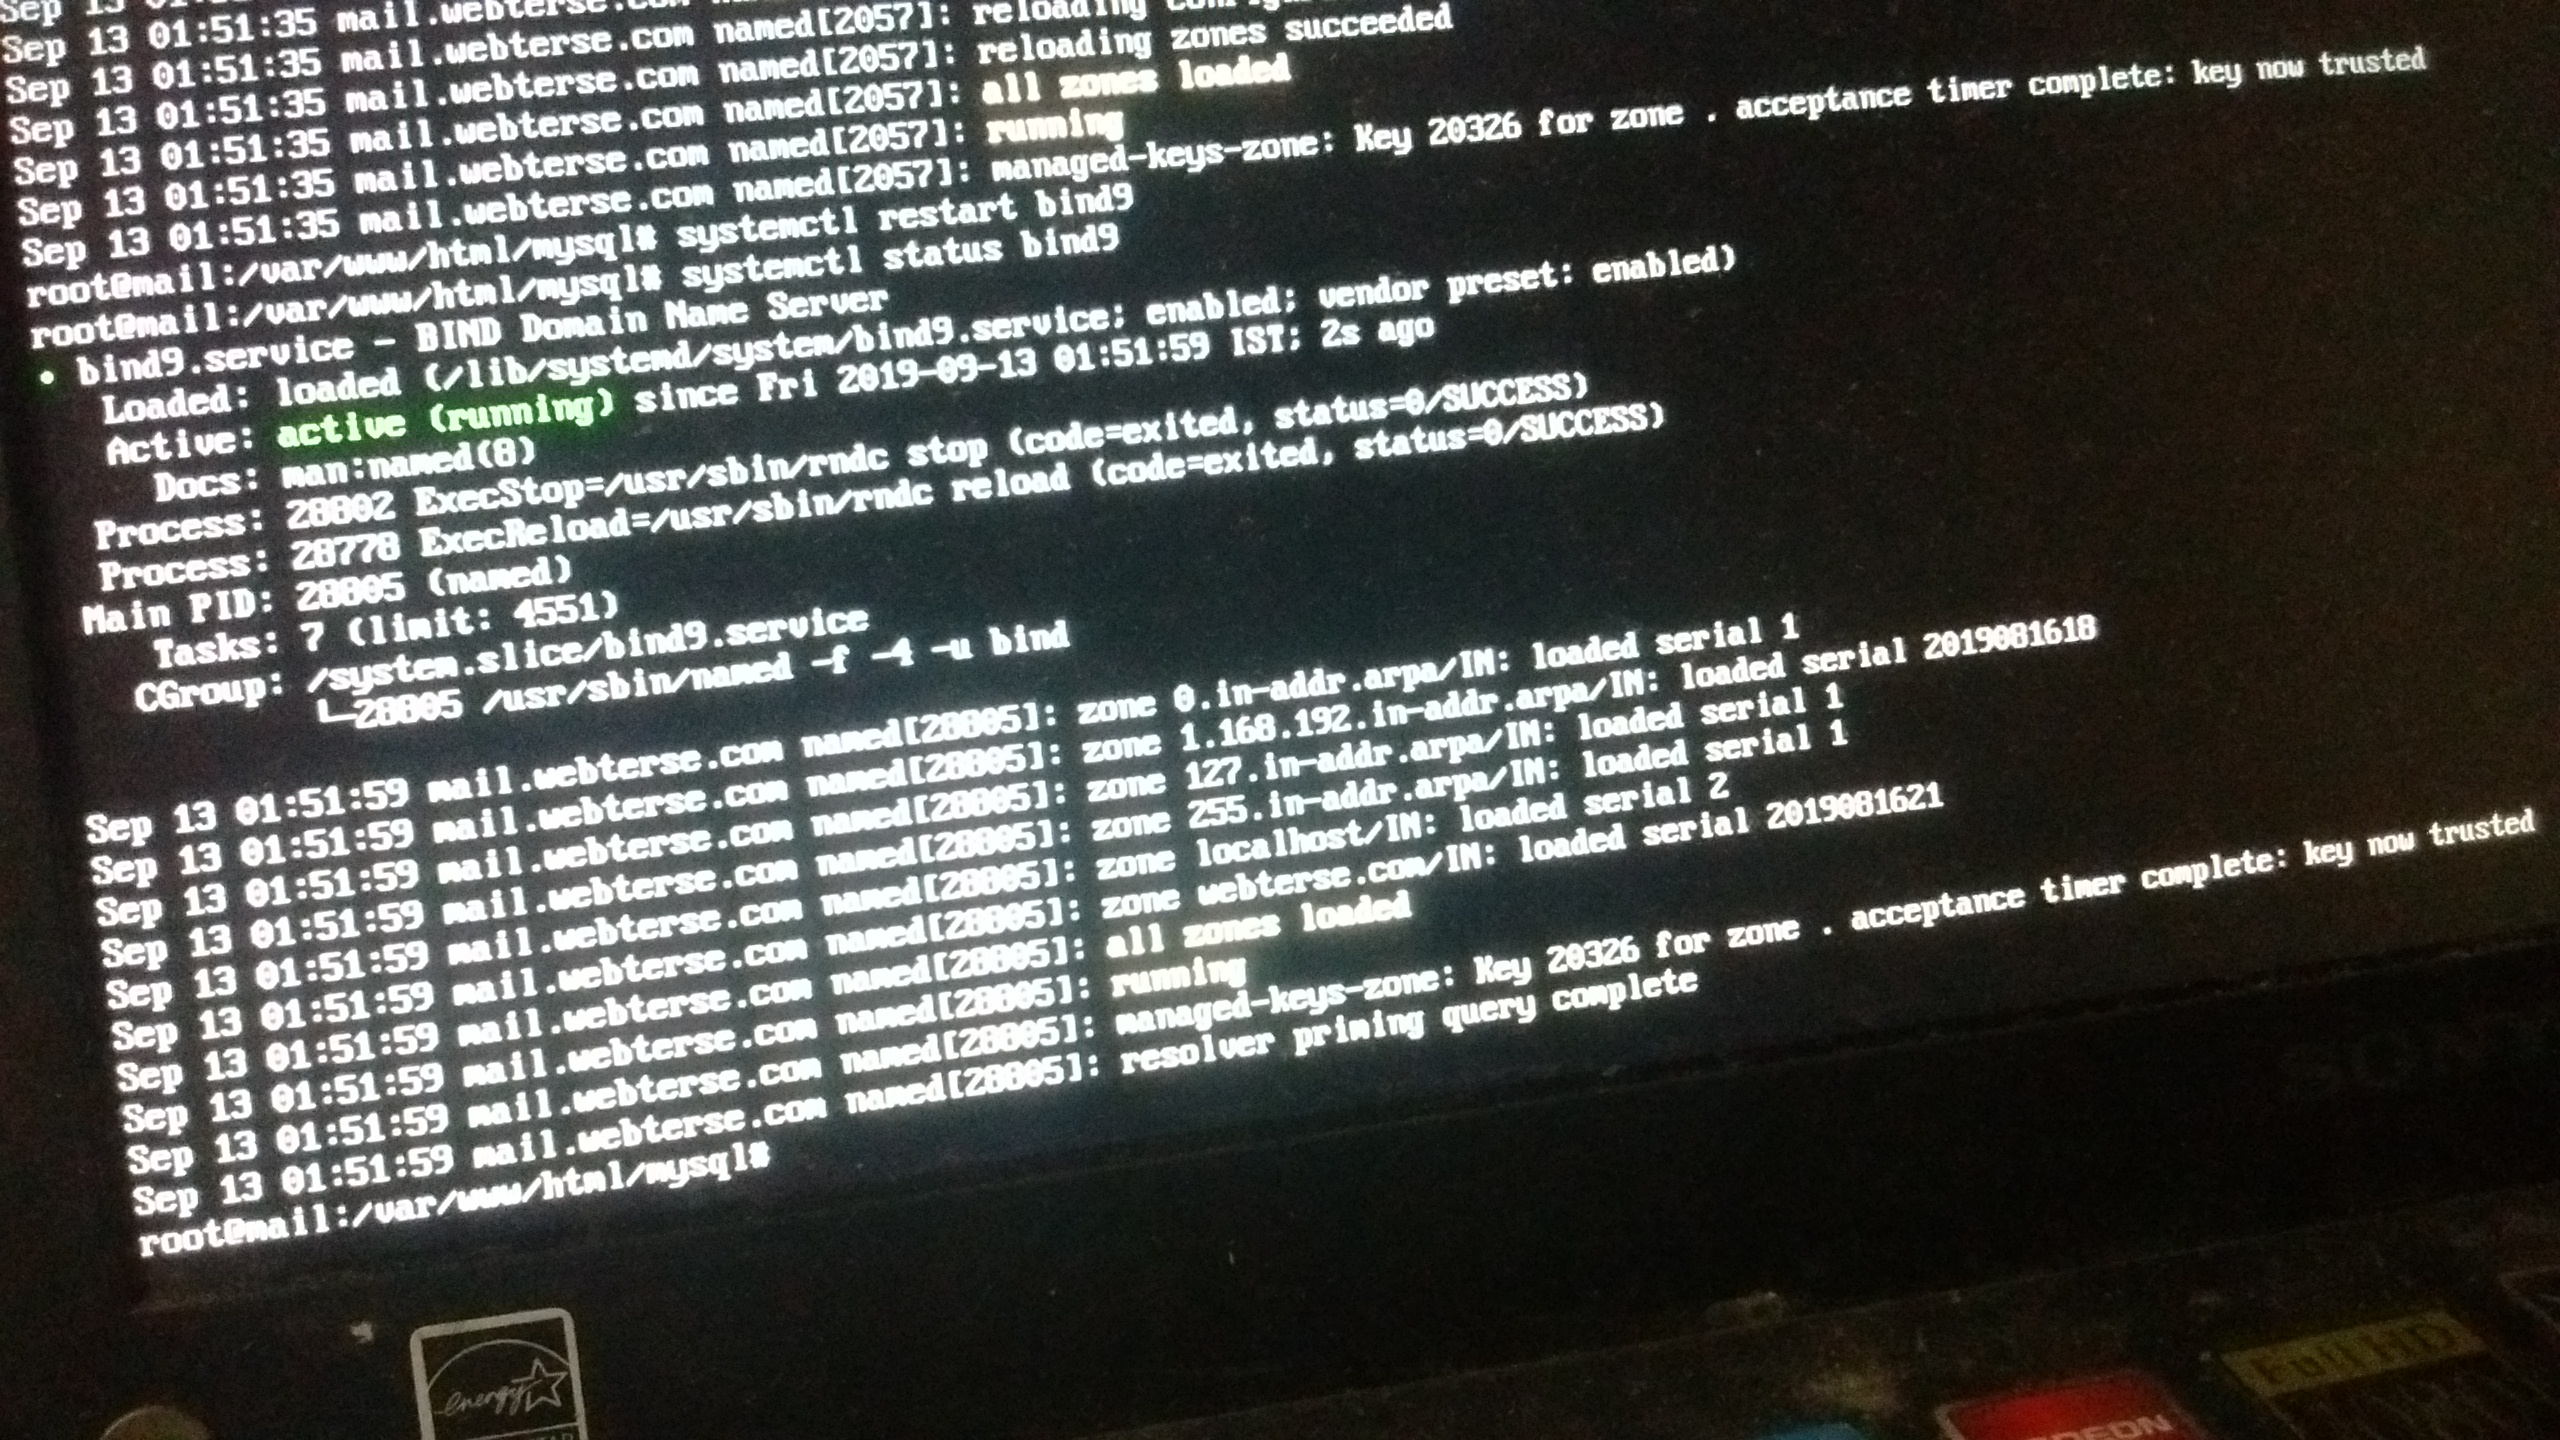 Sep 13
Sep 13 01:51:35 mail.webterse.com named[2057]: reloading
Sep 13 01:51:35 mail.webterse.com named[2057]: reloading zones succeeded
Sep 13 01:51:35 mail.webterse.com named[2057]: all zones loaded
Sep 13 01:51:35 mail.webterse.com named[2057]: running
Sep 13 01:51:35 mail.webterse.com named[2057]: managed-keys-zone: Key 20326 for zone . acceptance timer complete: key now trusted
root@mail:/var/www/html/mysql# systemctl restart bind9
root@mail:/var/www/html/mysql# systemctl status bind9
● bind9.service - BIND Domain Name Server
Loaded: loaded (/lib/systemd/system/bind9.service; enabled; vendor preset: enabled)
Active: active (running) since Fri 2019-09-13 01:51:59 IST; 2s ago
Docs: man:named(8)
Process: 28802 ExecStop=/usr/sbin/rndc stop (code=exited, status=0/SUCCESS)
Process: 28778 ExecReload=/usr/sbin/rndc reload (code=exited, status=0/SUCCESS)
Main PID: 28805 (named)
Tasks: 7 (limit: 4551)
CGroup: /system.slice/bind9.service
└─28805 /usr/sbin/named -f -4 -u bind
Sep 13 01:51:59 mail.webterse.com named[28805]: zone 0.in-addr.arpa/IN: loaded serial 1
Sep 13 01:51:59 mail.webterse.com named[28805]: zone 1.168.192.in-addr.arpa/IN: loaded serial 2019081618
Sep 13 01:51:59 mail.webterse.com named[28805]: zone 127.in-addr.arpa/IN: loaded serial 1
Sep 13 01:51:59 mail.webterse.com named[28805]: zone 255.in-addr.arpa/IN: loaded serial 1
Sep 13 01:51:59 mail.webterse.com named[28805]: zone localhost/IN: loaded serial 2
Sep 13 01:51:59 mail.webterse.com named[28805]: zone webterse.com/IN: loaded serial 2019081621
Sep 13 01:51:59 mail.webterse.com named[28805]: all zones loaded
Sep 13 01:51:59 mail.webterse.com named[28805]: running
Sep 13 01:51:59 mail.webterse.com named[28805]: managed-keys-zone: Key 20326 for zone . acceptance timer complete: key now trusted
Sep 13 01:51:59 mail.webterse.com named[28805]: resolver priming query complete
root@mail:/var/www/html/mysql#
energy
Full HD